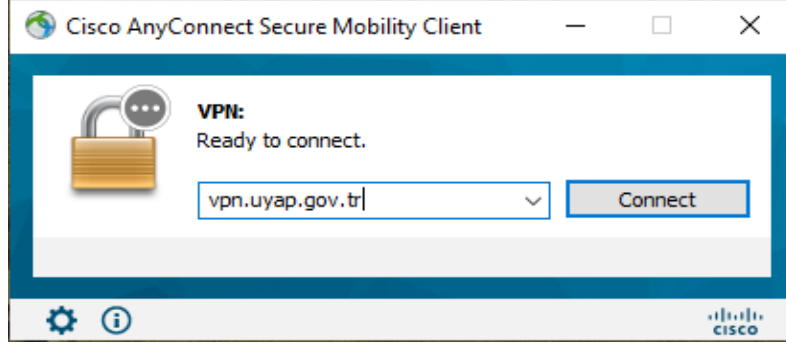 Cisco AnyConnect Secure Mobility Client
VPN:
Ready to connect.
vpn.uyap.gov.tr
Connect
cisco